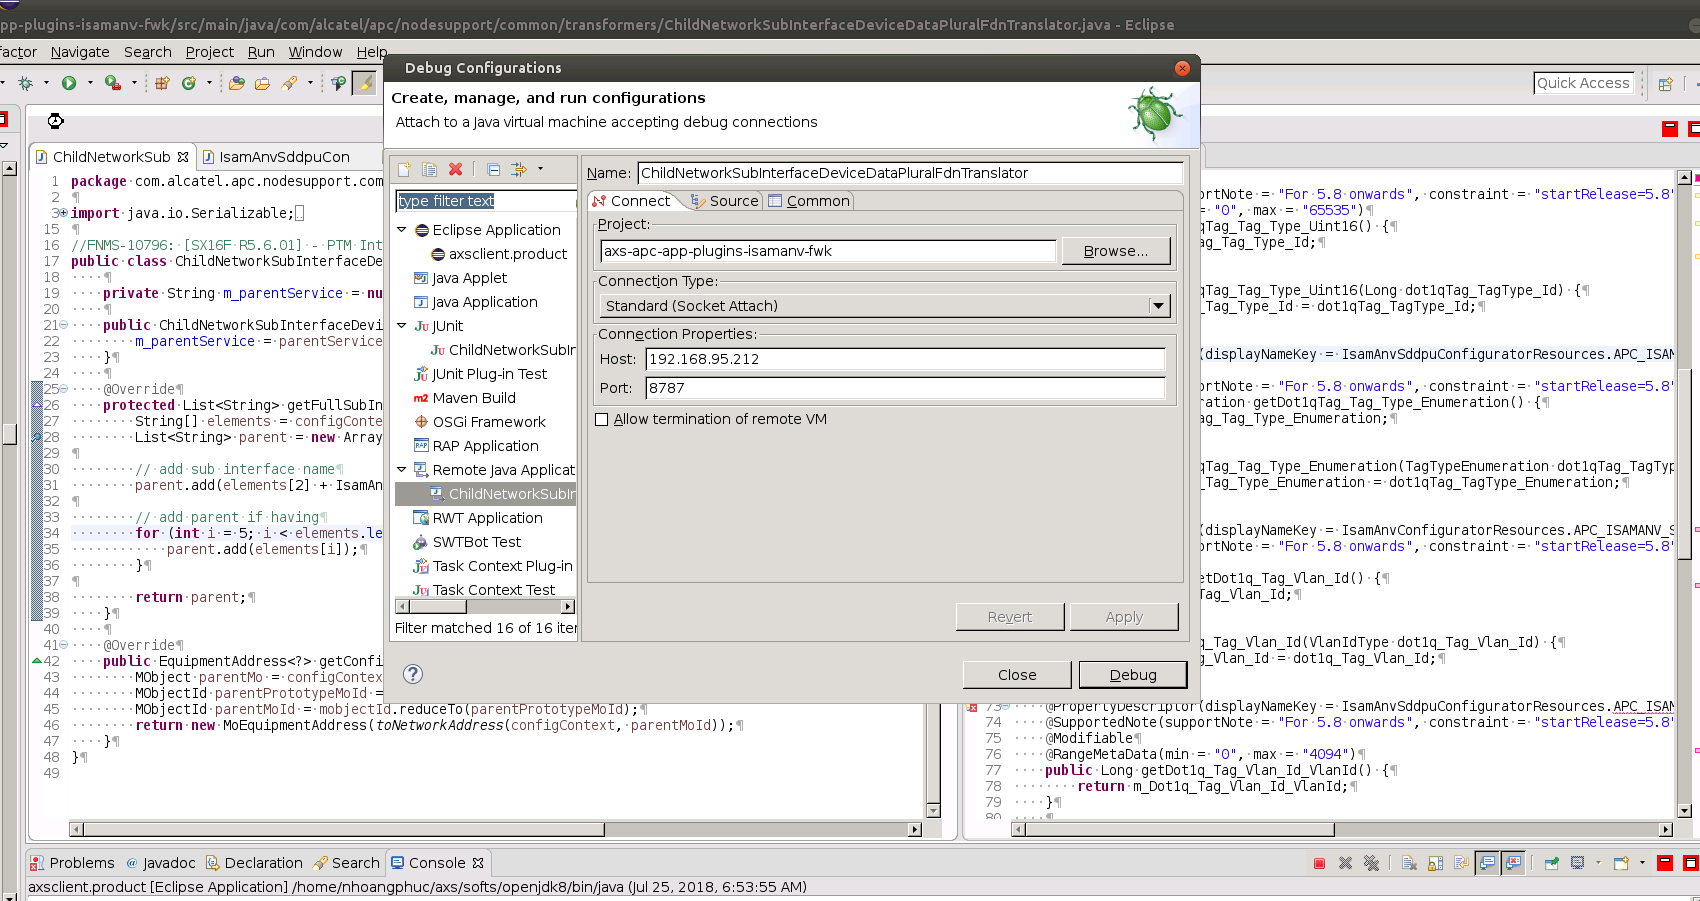 pp-plugins-isamanv-fwk/src/main/java/com/alcatel/apc/nodesupport/common/transformers/ChildNetworkSubInterfaceDeviceDataPluralFdnTranslator.java - Eclipse
factor Navigate Search Project Run Window Help
Quick Access
ChildNetworkSub
IsamAnvSddpuCon
1 package com.alcatel.apc.nodesupport.com
2
3 import java.io.Serializable;
15
16 //FNMS-10796: [SX16F R5.6.01] - PTM Int
17 public class ChildNetworkSubInterfaceDe
18
19 private String m_parentService = nu
20
21 public ChildNetworkSubInterfaceDevi
22 m_parentService = parentService
23 }
24
25 @Override
26 protected List<String> getFullSubIn
27 String[] elements = configConte
28 List<String> parent = new Array
29
30 // add sub interface name
31 parent.add(elements[2] + IsamAn
32
33 // add parent if having
34 for (int i = 5; i < elements.le
35 parent.add(elements[i]);
36 }
37
38 return parent;
39 }
40
41 @Override
42 public EquipmentAddress<?> getConfi
43 MObject parentMo = configContex
44 MObjectId parentPrototypeMoId =
45 MObjectId parentMoId = mobjectId.reduceTo(parentPrototypeMoId);
46 return new MoEquipmentAddress(toNetworkAddress(configContext, parentMoId));
47 }
48 }
49
Debug Configurations
Create, manage, and run configurations
Attach to a Java virtual machine accepting debug connections
type filter text
Eclipse Application
axsclient.product
Java Applet
Java Application
JUnit
ChildNetworkSubIn
JUnit Plug-in Test
Maven Build
OSGi Framework
RAP Application
Remote Java Applicat
ChildNetworkSubIn
RWT Application
SWTBot Test
Task Context Plug-in
Task Context Test
Filter matched 16 of 16 iter
Name: ChildNetworkSubInterfaceDeviceDataPluralFdnTranslator
Connect Source Common
Project:
axs-apc-app-plugins-isamanv-fwk
Browse...
Connection Type:
Standard (Socket Attach)
Connection Properties:
Host: 192.168.95.212
Port: 8787
Allow termination of remote VM
Revert Apply
Close Debug
ortNote = "For 5.8 onwards", constraint = "startRelease=5.8"
= "0", max = "65535")
qTag_Tag_Type_Uint16() {
ag_Tag_Type_Id;
qTag_Tag_Type_Uint16(Long dot1qTag_TagType_Id) {
ag_Type_Id = dot1qTag_TagType_Id;
(displayNameKey = IsamAnvSddpuConfiguratorResources.APC_ISAM
ortNote = "For 5.8 onwards", constraint = "startRelease=5.8"
eration getDot1qTag_Tag_Type_Enumeration() {
ag_Tag_Type_Enumeration;
qTag_Tag_Type_Enumeration(TagTypeEnumeration dot1qTag_TagTyp
ag_Type_Enumeration = dot1qTag_TagType_Enumeration;
(displayNameKey = IsamAnvConfiguratorResources.APC_ISAMANV_S
ortNote = "For 5.8 onwards", constraint = "startRelease=5.8"
etDot1q_Tag_Vlan_Id() {
ag_Vlan_Id;
q_Tag_Vlan_Id(VlanIdType dot1q_Tag_Vlan_Id) {
g_Vlan_Id = dot1q_Tag_Vlan_Id;
73 @PropertyDescriptor(displayNameKey = IsamAnvSddpuConfiguratorResources.APC_ISAM
74 @SupportedNote(supportNote = "For 5.8 onwards", constraint = "startRelease=5.8"
75 @Modifiable
76 @RangeMetaData(min = "0", max = "4094")
77 public Long getDot1q_Tag_Vlan_Id_VlanId() {
78 return m_Dot1q_Tag_Vlan_Id_VlanId;
79 }
80
Problems Javadoc Declaration Search Console
axsclient.product [Eclipse Application] /home/nhoangphuc/axs/softs/openjdk8/bin/java (Jul 25, 2018, 6:53:55 AM)